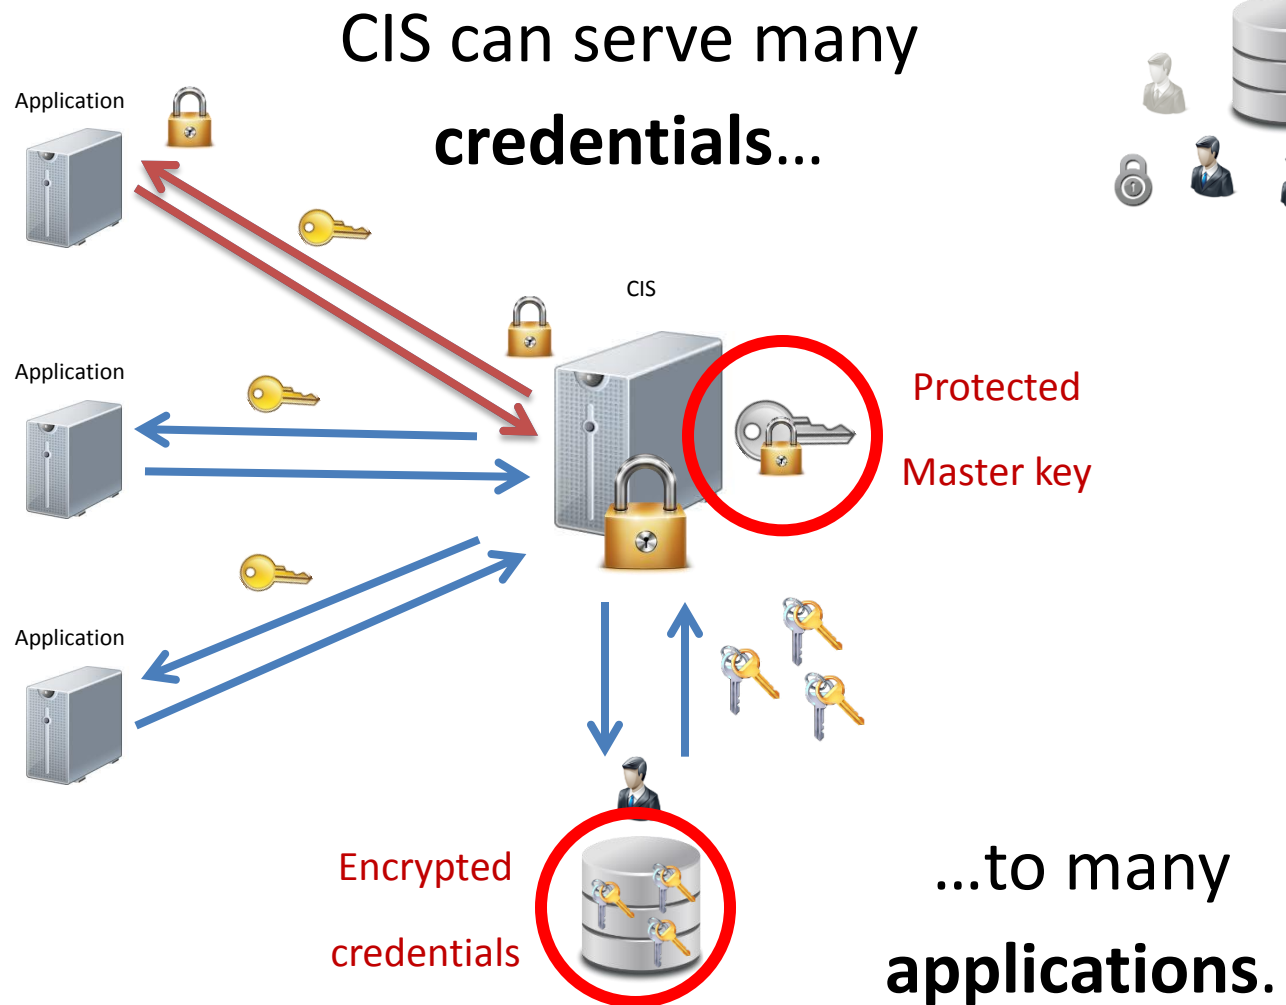 CIS can serve many
credentials...
Application
CIS
Application
Protected
Master key
Application
Encrypted
credentials
...to many
applications.